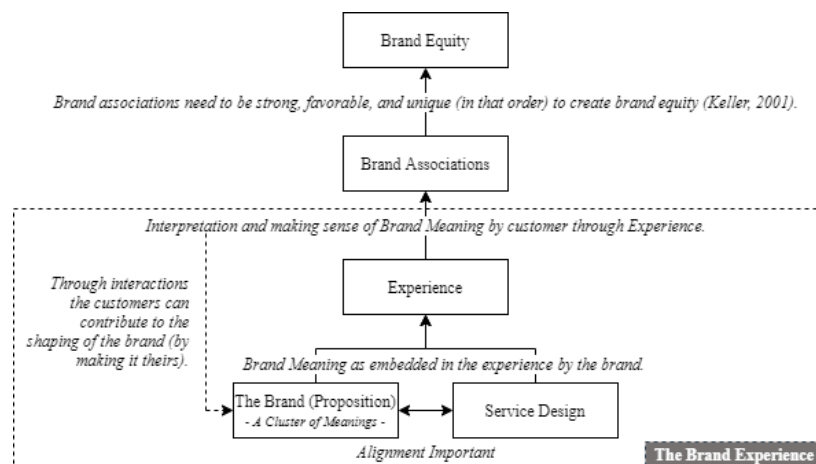 Brand Equity
Brand associations need to be strong, favorable, and unique (in that order) to create brand equity (Keller, 2001).
Brand Associations
Interpretation and making sense of Brand Meaning by customer through Experience.
Through interactions
the customers can
contribute to the
shaping of the brand (by
making it theirs).
Experience
Brand Meaning as embedded in the experience by the brand.
The Brand (Proposition)
- A Cluster of Meanings -
Service Design
Alignment Important
The Brand Experience